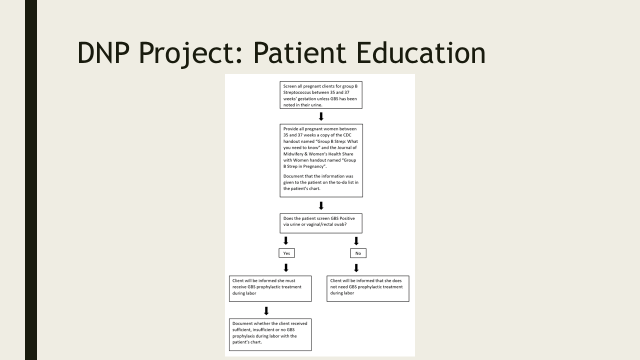 DNP Project: Patient Education
Screen all pregnant clients for group B
Streptococcus between 35 and 37
weeks' gestation unless GBS has been
noted in their urine.
Provide all pregnant women between
35 and 37 weeks a copy of the CDC
handout named "Group B Strep: What
you need to know" and the Journal of
Midwifery & Women's Health Share
with Women handout named "Group
B Strep in Pregnancy".
Document that the information was
given to the patient on the to-do list in
the patient's chart.
Does the patient screen GBS Positive
via urine or vaginal/rectal swab?
Yes
No
Client will be informed she must
receive GBS prophylactic treatment
during labor
Client will be informed that she does
not need GBS prophylactic treatment
during labor
Document whether the client received
sufficient, insufficient or no GBS
prophylaxis during labor with the
patient's chart.